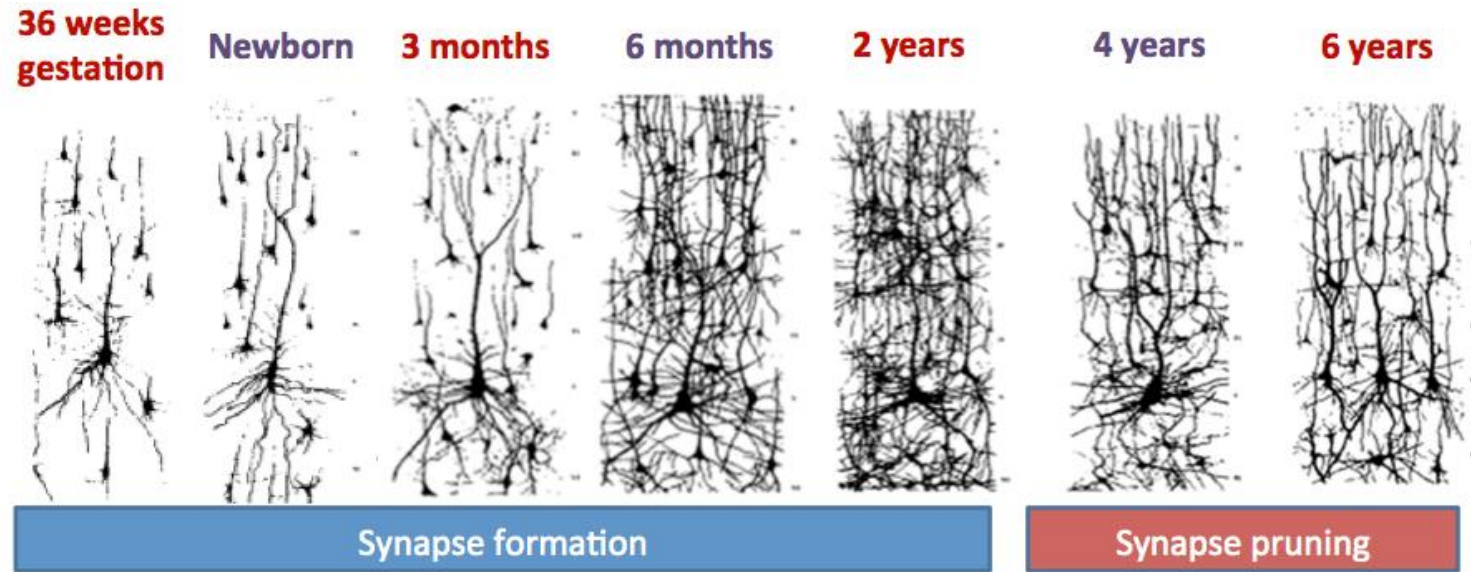 36 weeks
gestation
Newborn
3 months
6 months
2 years
4 years
6 years
Synapse formation
Synapse pruning